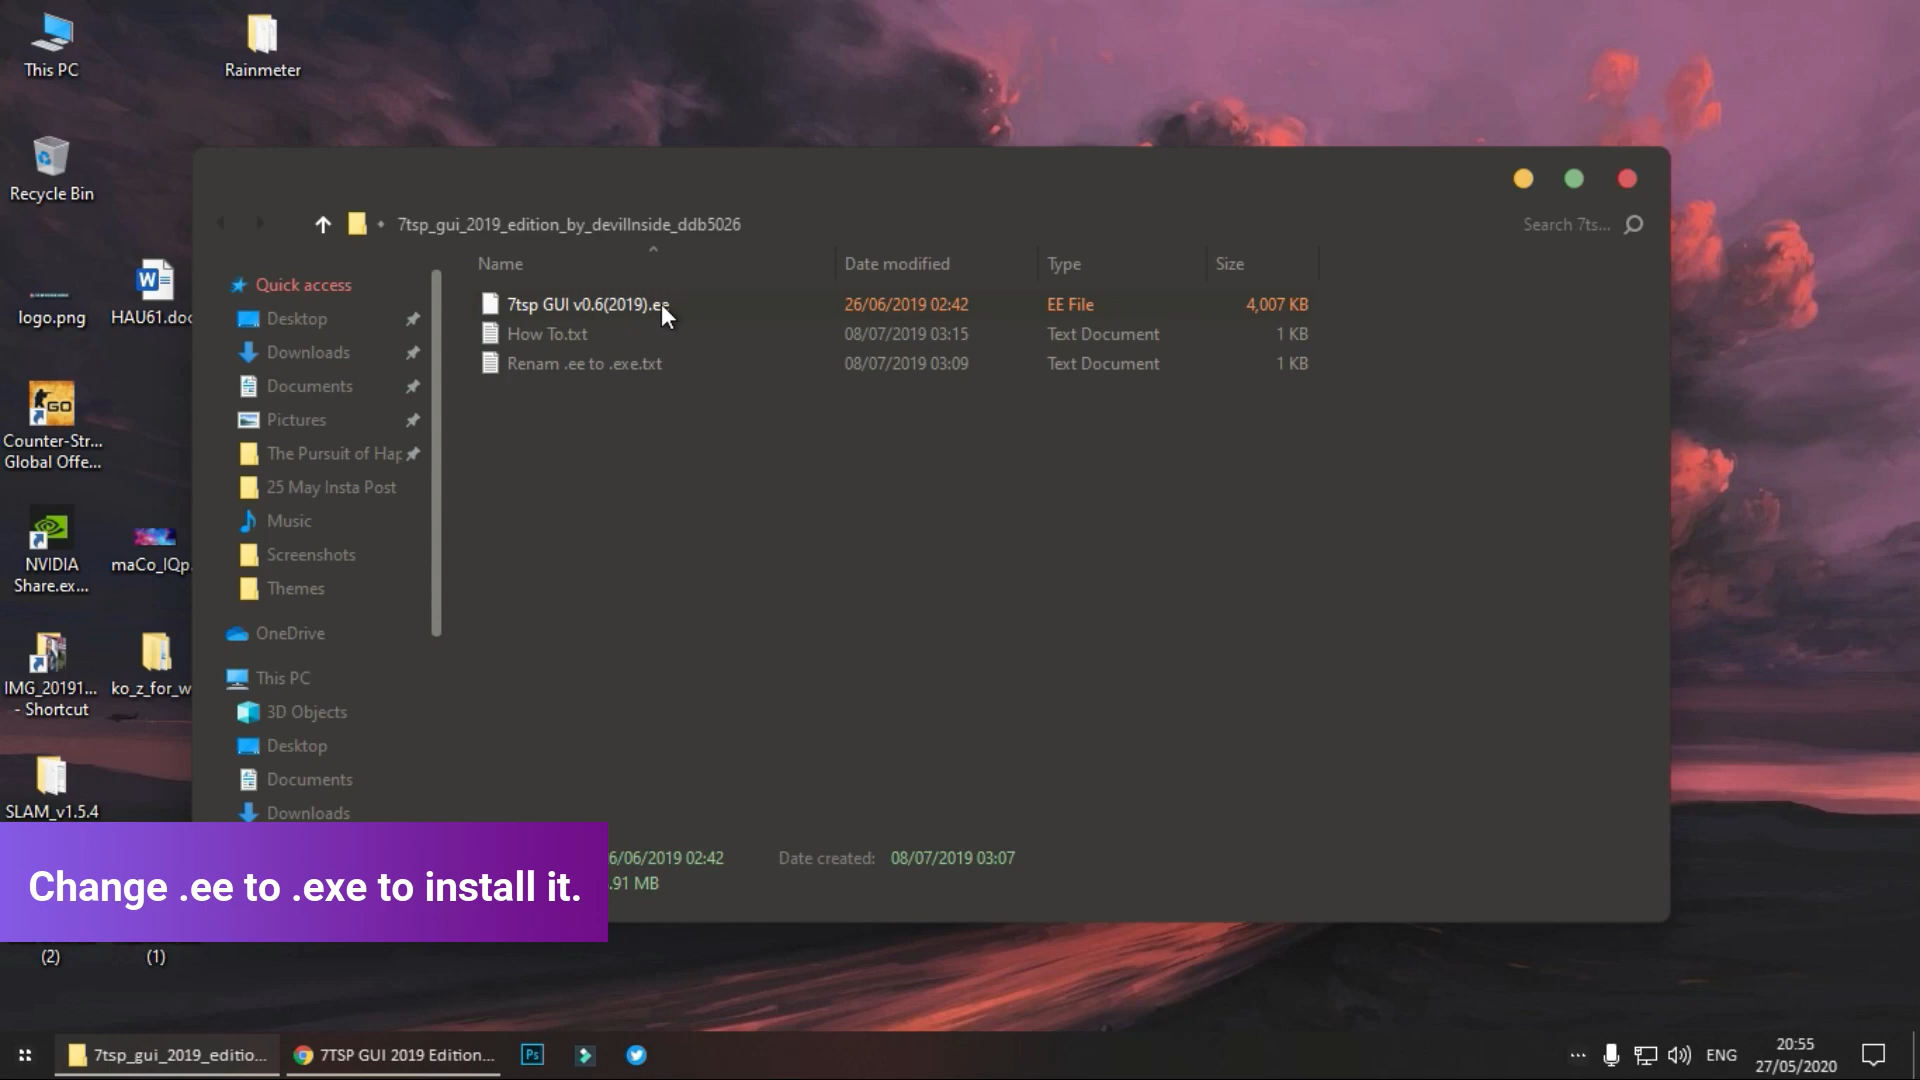 This PC
Rainmeter
Recycle Bin
logo.png
HAU61.doc
Counter-Str...
Global Offe...
NVIDIA
Share.ex...
maCo_IQp.
IMG_20191...
- Shortcut
ko_z_for_w
SLAM_v1.5.4
(2)
(1)
7tsp_gui_2019_edition_by_devilInside_ddb5026
Search 7ts...
Name
Date modified
Type
Size
7tsp GUI v0.6(2019).ee
26/06/2019 02:42
EE File
4,007 KB
How To.txt
08/07/2019 03:15
Text Document
1 KB
Renam .ee to .exe.txt
08/07/2019 03:09
Text Document
1 KB
Quick access
Desktop
Downloads
Documents
Pictures
The Pursuit of Hap
25 May Insta Post
Music
Screenshots
Themes
OneDrive
This PC
3D Objects
Desktop
Documents
Downloads
6/06/2019 02:42
Date created: 08/07/2019 03:07
.91 MB
Change .ee to .exe to install it.
7tsp_gui_2019_editio...
7TSP GUI 2019 Edition...
Ps
ENG
20:55
27/05/2020